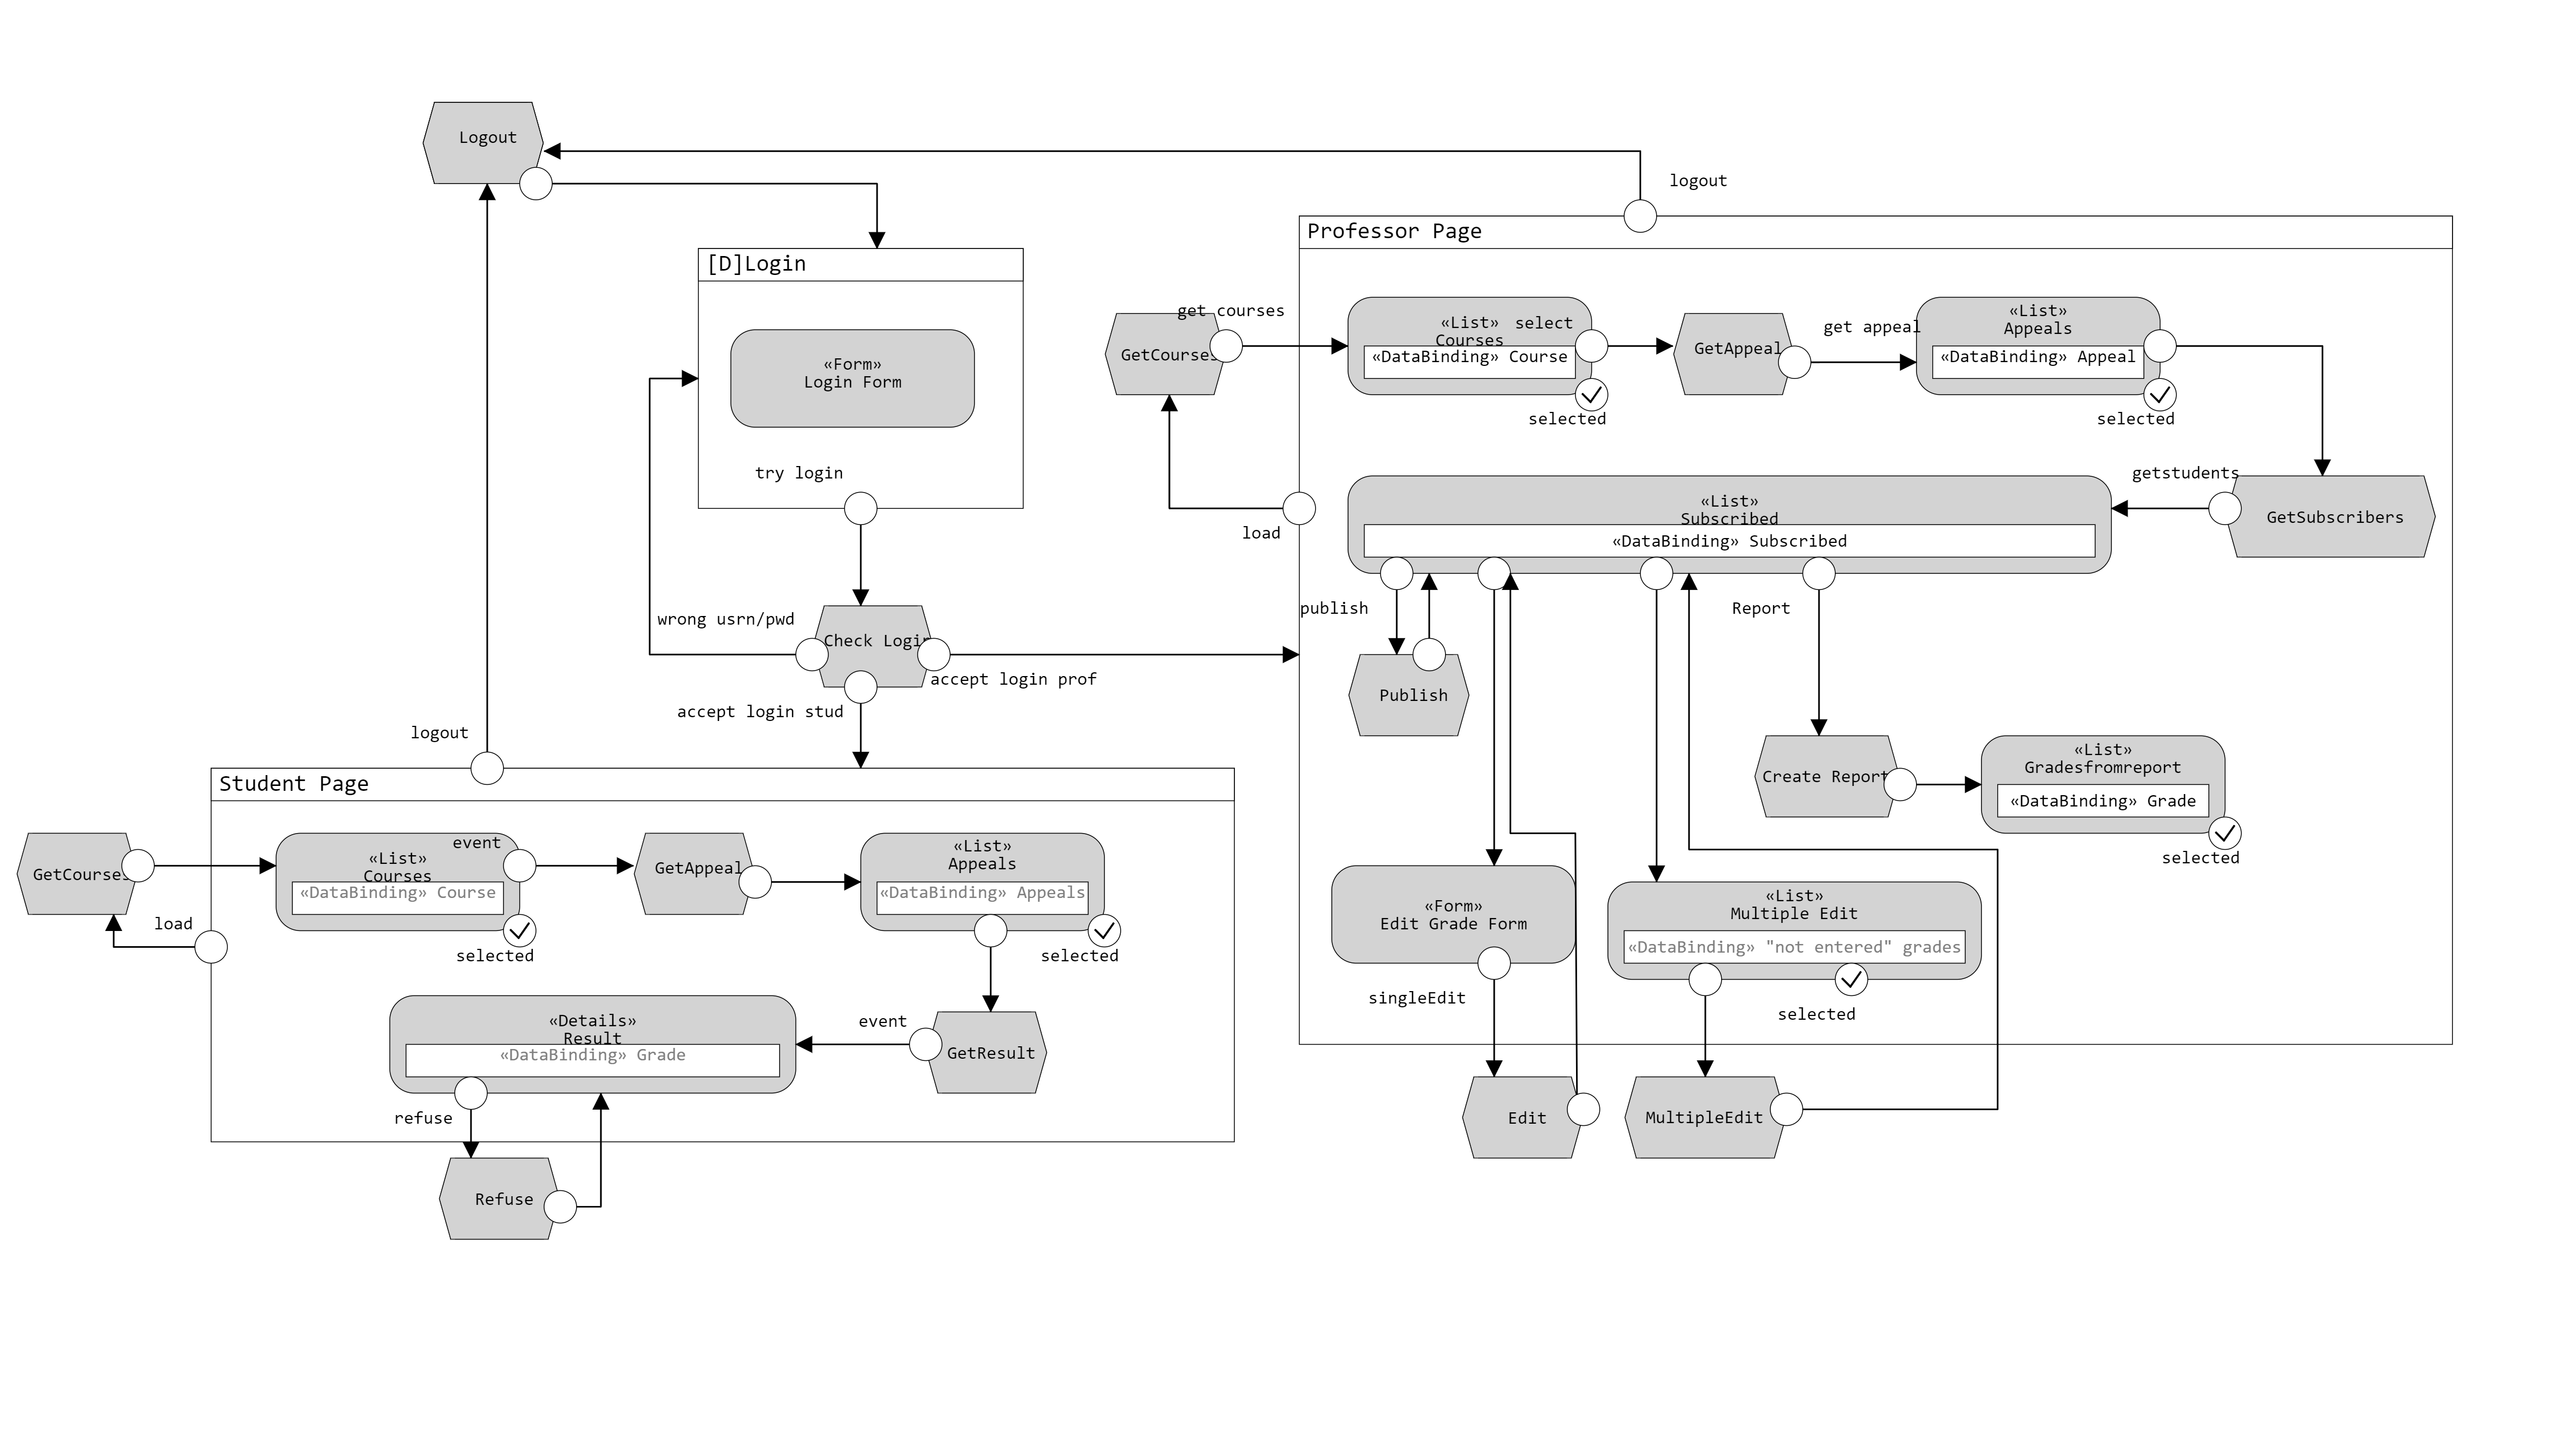 Logout
logout
Professor Page
[D]Login
«Form»
Login Form
try login
get courses
GetCourses
load
«List»
select
Courses
«DataBinding» Course
selected
GetAppeal
get appeal
«List»
Appeals
«DataBinding» Appeal
selected
getstudents
GetSubscribers
«List»
Subscribed
«DataBinding» Subscribed
publish
Report
Publish
wrong usrn/pwd
Check Login
accept login prof
accept login stud
Create Report
«List»
Gradesfromreport
«DataBinding» Grade
selected
«Form»
Edit Grade Form
singleEdit
«List»
Multiple Edit
«DataBinding» "not entered" grades
selected
Edit
MultipleEdit
logout
Student Page
GetCourses
load
event
«List»
Courses
«DataBinding» Course
selected
GetAppeal
«List»
Appeals
«DataBinding» Appeals
selected
«Details»
Result
«DataBinding» Grade
event
GetResult
refuse
Refuse